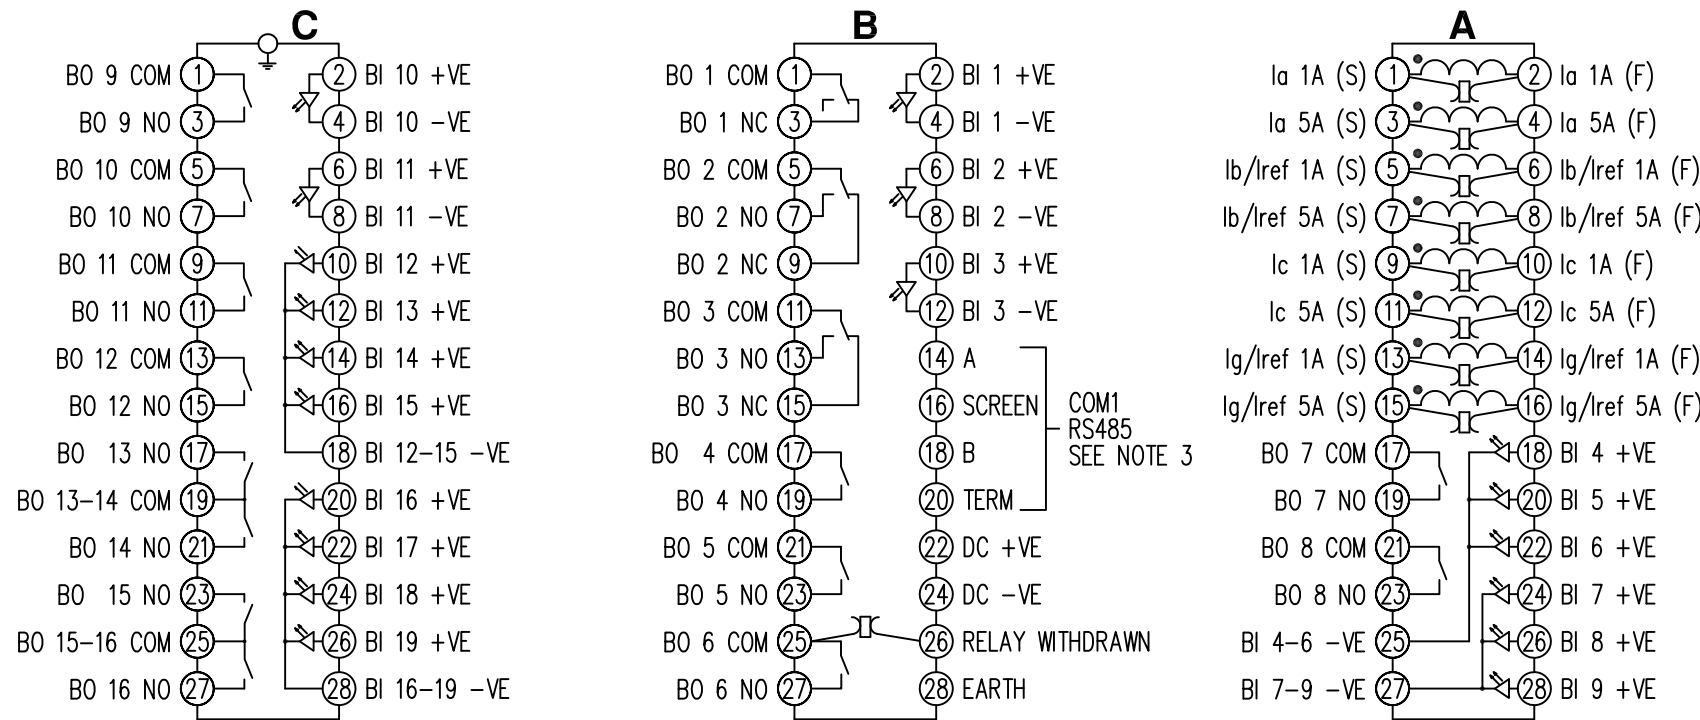 C
BO 9 COM 1 2 BI 10 +VE
BO 9 NO 3 4 BI 10 -VE
BO 10 COM 5 6 BI 11 +VE
BO 10 NO 7 8 BI 11 -VE
BO 11 COM 9 10 BI 12 +VE
BO 11 NO 11 12 BI 13 +VE
BO 12 COM 13 14 BI 14 +VE
BO 12 NO 15 16 BI 15 +VE
BO 13 NO 17 18 BI 12-15 -VE
BO 13-14 COM 19 20 BI 16 +VE
BO 14 NO 21 22 BI 17 +VE
BO 15 NO 23 24 BI 18 +VE
BO 15-16 COM 25 26 BI 19 +VE
BO 16 NO 27 28 BI 16-19 -VE
B
BO 1 COM 1 2 BI 1 +VE
BO 1 NC 3 4 BI 1 -VE
BO 2 COM 5 6 BI 2 +VE
BO 2 NO 7 8 BI 2 -VE
BO 2 NC 9 10 BI 3 +VE
BO 3 COM 11 12 BI 3 -VE
BO 3 NO 13 14 A
BO 3 NC 15 16 SCREEN
BO 4 COM 17 18 B
BO 4 NO 19 20 TERM
COM1
RS485
SEE NOTE 3
BO 5 COM 21 22 DC +VE
BO 5 NO 23 24 DC -VE
BO 6 COM 25 26 RELAY WITHDRAWN
BO 6 NO 27 28 EARTH
A
Ia 1A (S) 1 2 Ia 1A (F)
Ia 5A (S) 3 4 Ia 5A (F)
Ib/Iref 1A (S) 5 6 Ib/Iref 1A (F)
Ib/Iref 5A (S) 7 8 Ib/Iref 5A (F)
Ic 1A (S) 9 10 Ic 1A (F)
Ic 5A (S) 11 12 Ic 5A (F)
Ig/Iref 1A (S) 13 14 Ig/Iref 1A (F)
Ig/Iref 5A (S) 15 16 Ig/Iref 5A (F)
BO 7 COM 17 18 BI 4 +VE
BO 7 NO 19 20 BI 5 +VE
BO 8 COM 21 22 BI 6 +VE
BO 8 NO 23 24 BI 7 +VE
BI 4-6 -VE 25 26 BI 8 +VE
BI 7-9 -VE 27 28 BI 9 +VE